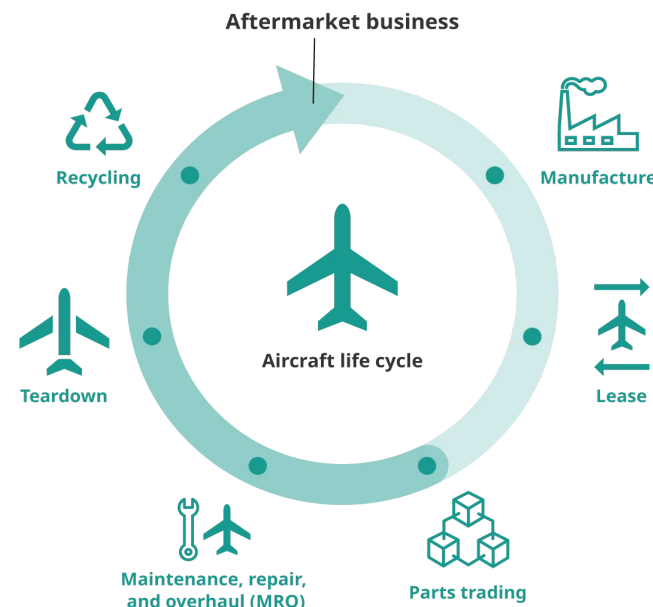 Aftermarket business
Recycling
Manufacture
Aircraft life cycle
Teardown
Lease
Maintenance, repair,
and overhaul (MRO)
Parts trading